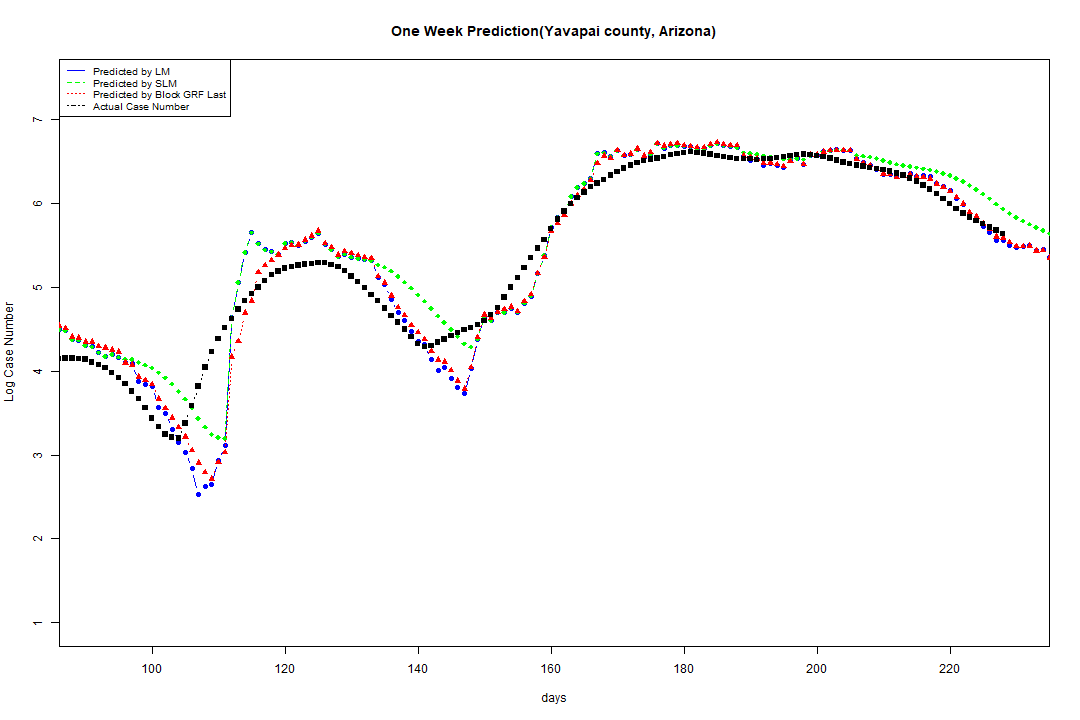 One Week Prediction(Yavapai county, Arizona)
Predicted by LM
Predicted by SLM
Predicted by Block GRF Last
Actual Case Number
7
6
5
4
3
2
1
Log Case Number
100 120 140 160 180 200 220
days